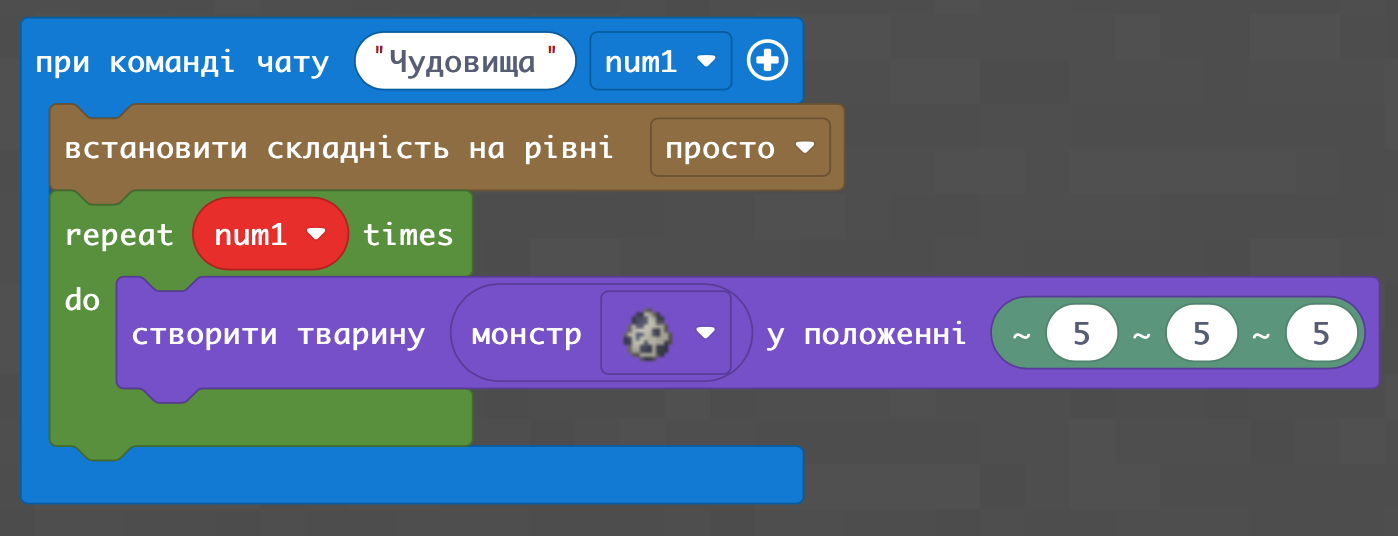 при команді чату "Чудовища" num1
встановити складність на рівні просто
repeat num1 times
do
створити тварину монстр у положенні ~ 5 ~ 5 ~ 5